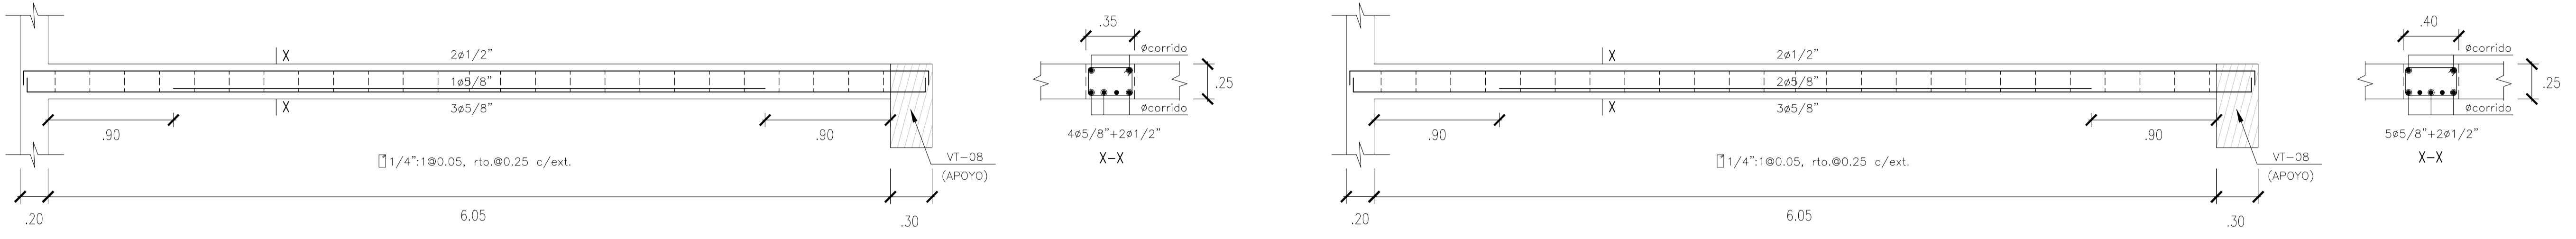 X
2ø1/2"
1ø5/8"
X
3ø5/8"
.90
.90
1/4":1@0.05, rto.@0.25 c/ext.
VT-08
(APOYO)
.20
6.05
.30
.35
Øcorrido
.25
Øcorrido
4ø5/8"+2ø1/2"
X-X
X
2ø1/2"
2ø5/8"
X
3ø5/8"
.90
.90
1/4":1@0.05, rto.@0.25 c/ext.
VT-08
(APOYO)
.20
6.05
.30
.40
Øcorrido
.25
Øcorrido
5ø5/8"+2ø1/2"
X-X